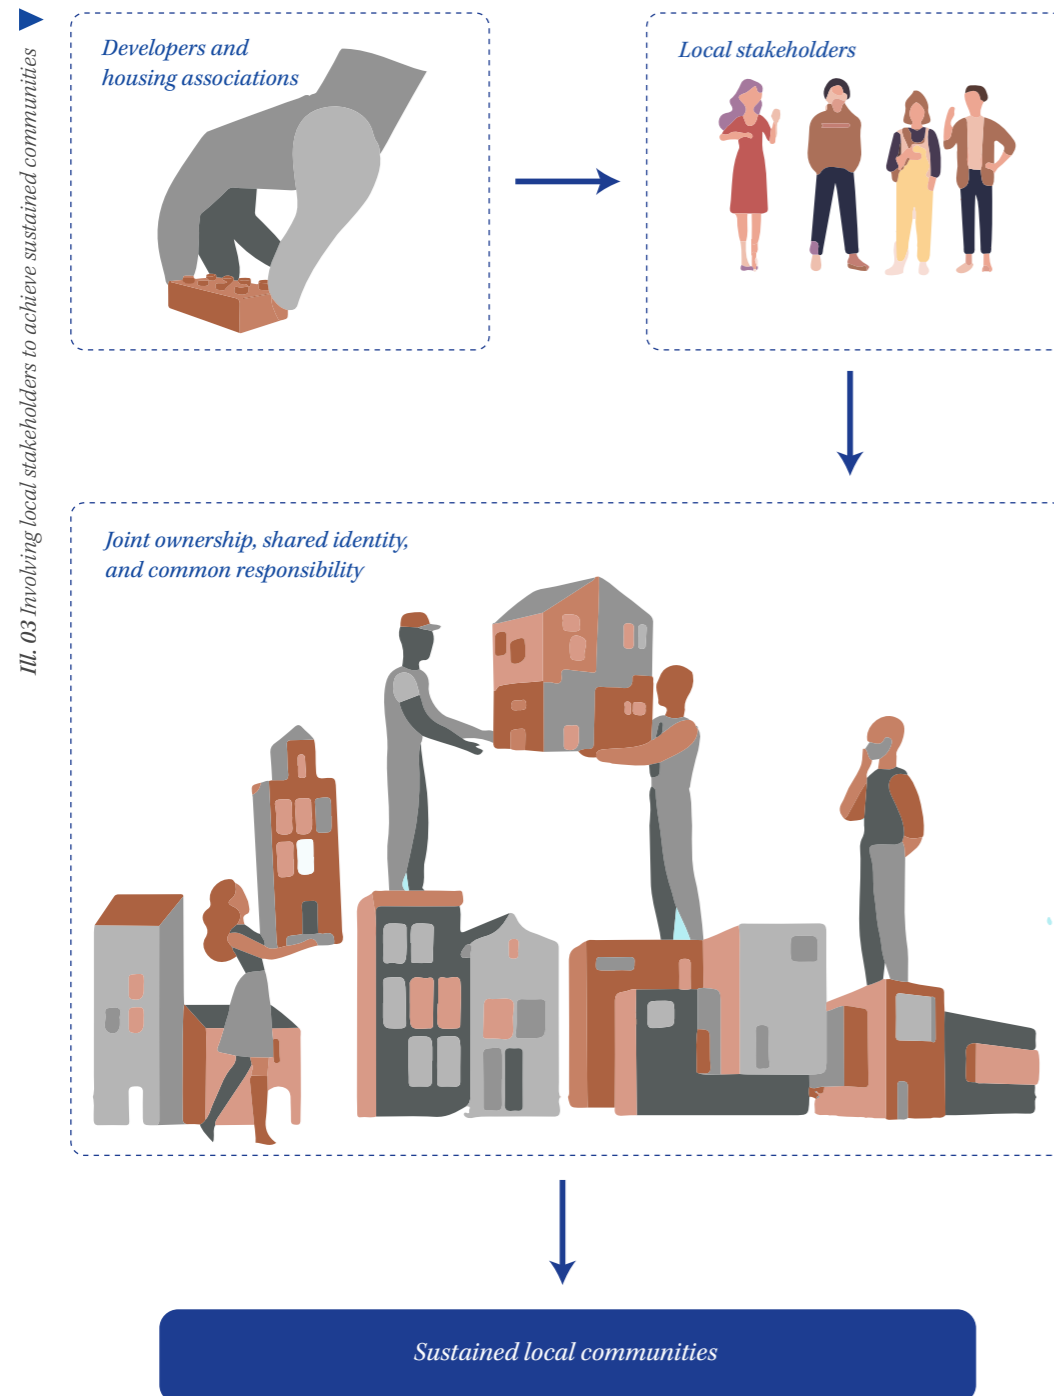 Ill. 03 Involving local stakeholders to achieve sustained communities
Developers and
housing associations
Local stakeholders
Joint ownership, shared identity,
and common responsibility
Sustained local communities